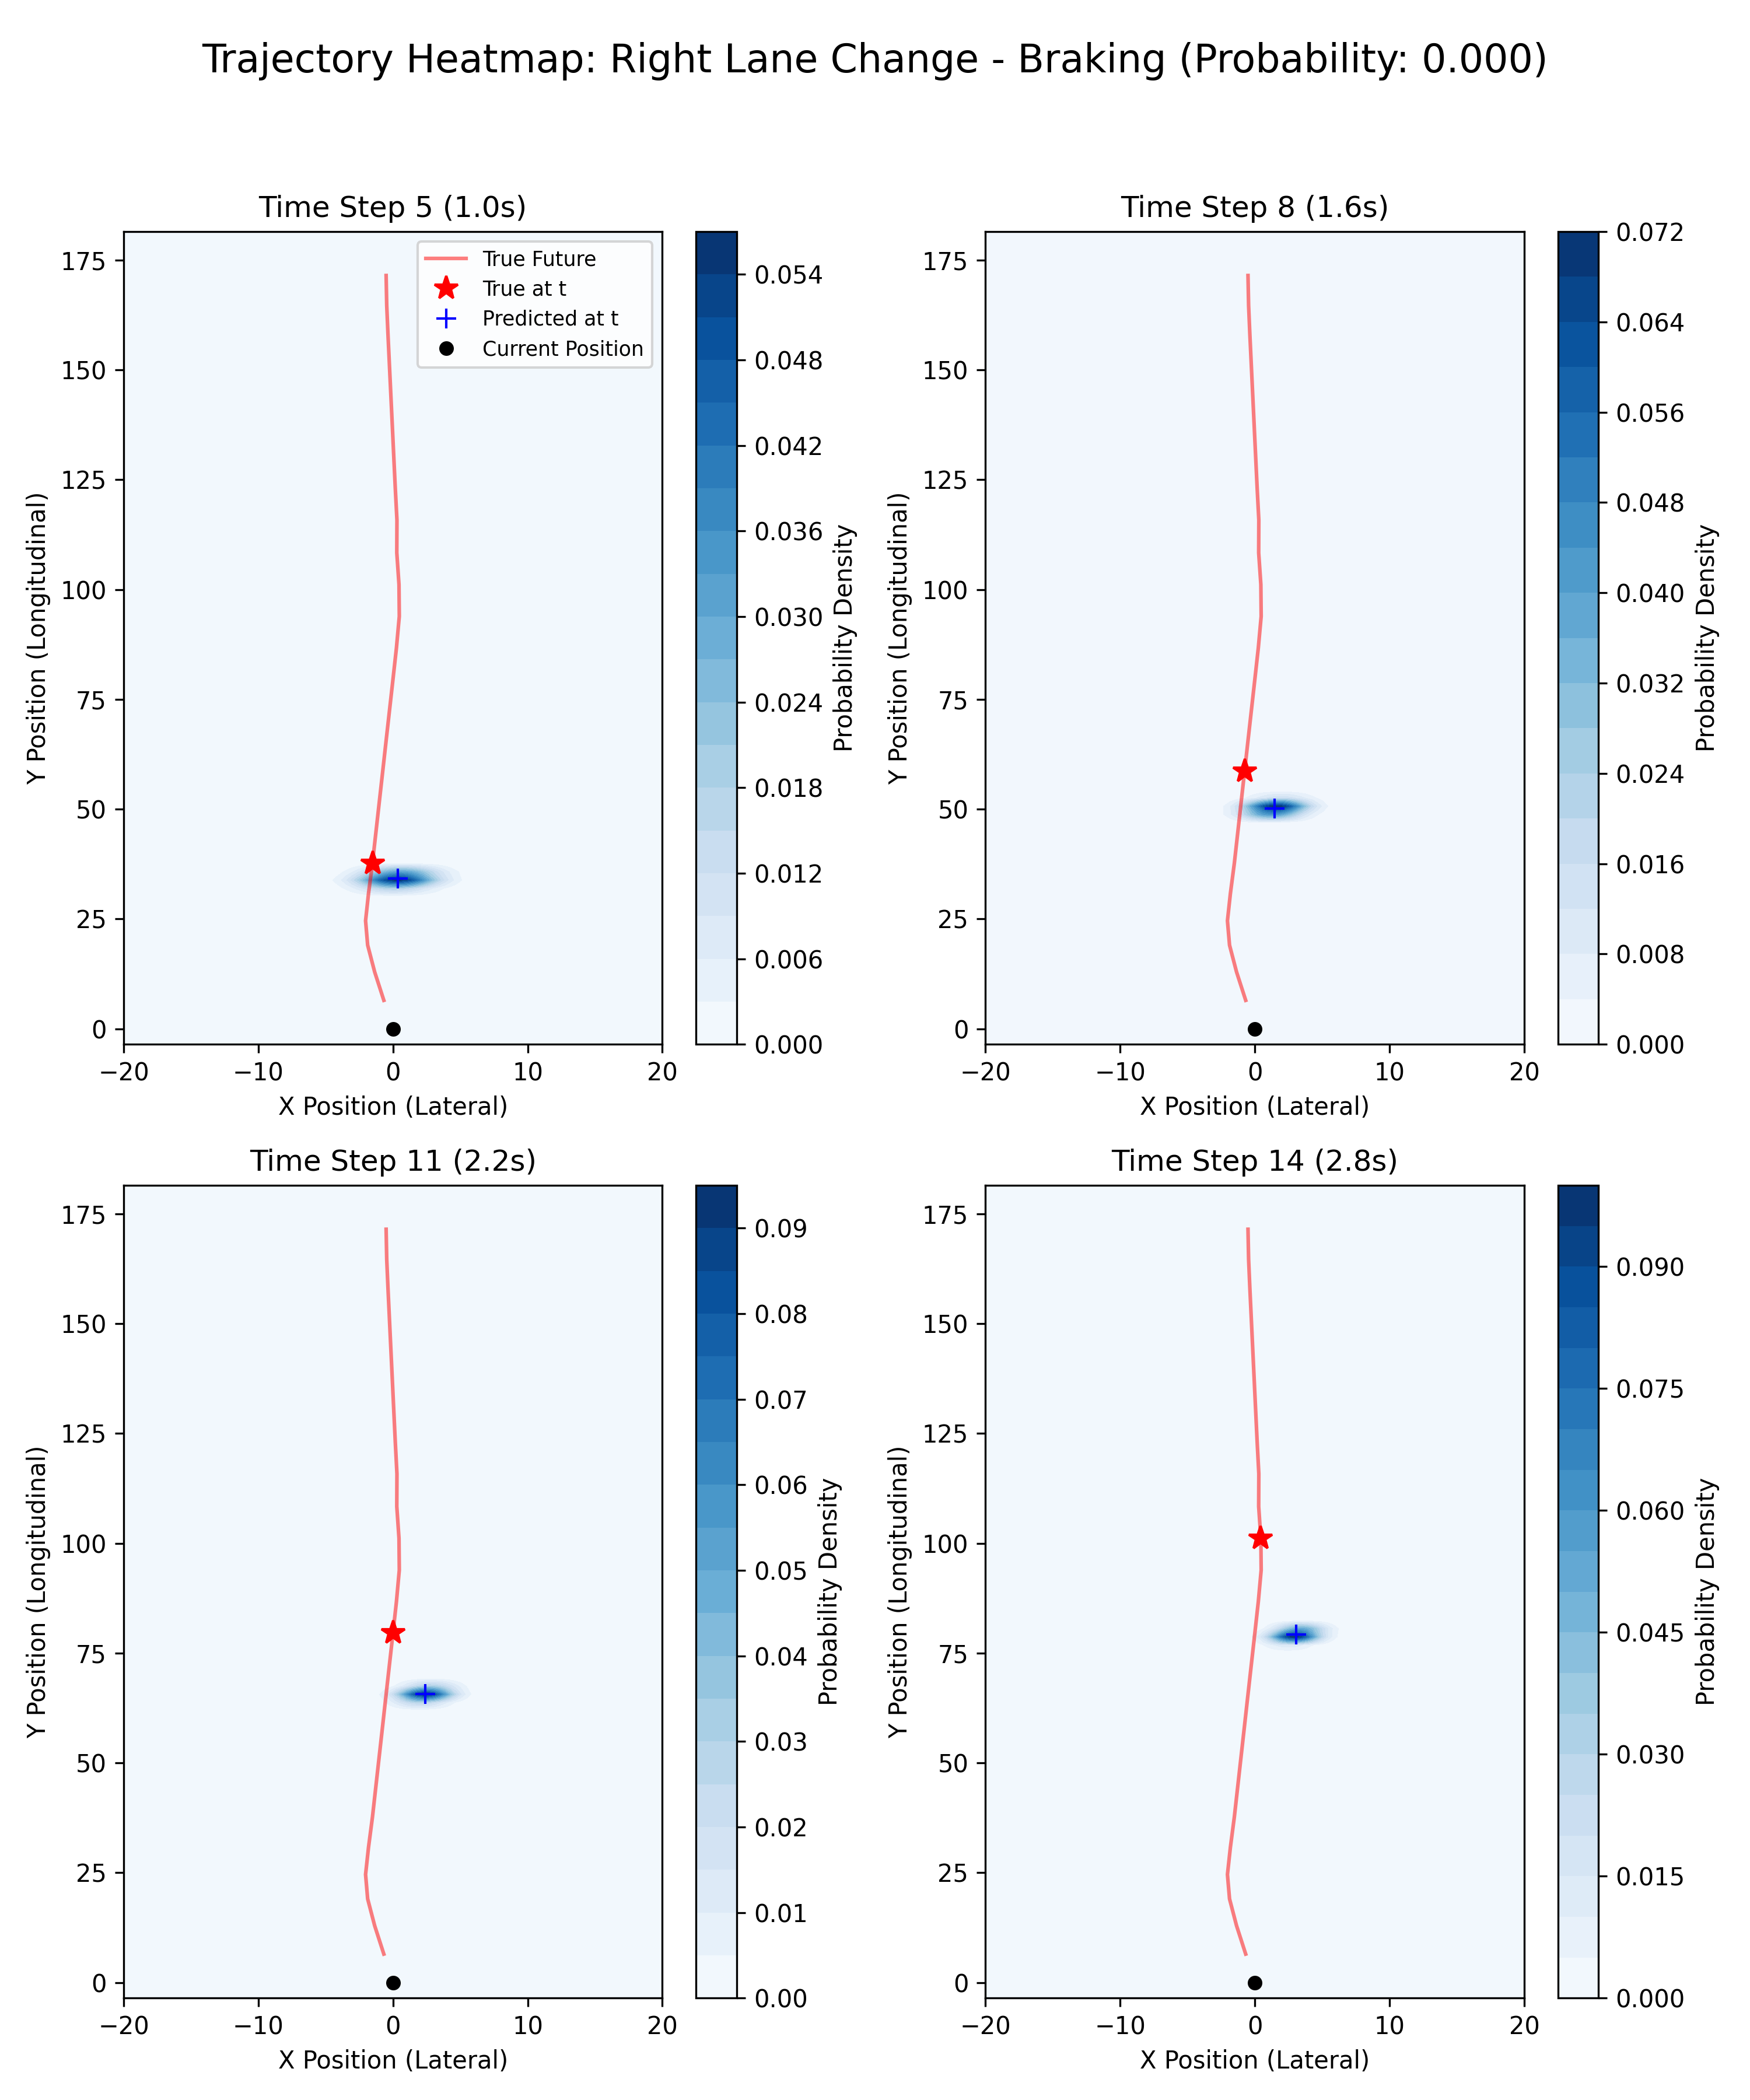 Trajectory Heatmap: Right Lane Change - Braking (Probability: 0.000)
Time Step 5 (1.0s)
True Future
True at t
Predicted at t
Current Position
175
150
125
100
75
50
25
0
−20 −10 0 10 20
X Position (Lateral)
Y Position (Longitudinal)
0.054
0.048
0.042
0.036
0.030
0.024
0.018
0.012
0.006
0.000
Probability Density
Time Step 8 (1.6s)
175
150
125
100
75
50
25
0
−20 −10 0 10 20
X Position (Lateral)
Y Position (Longitudinal)
0.072
0.064
0.056
0.048
0.040
0.032
0.024
0.016
0.008
0.000
Probability Density
Time Step 11 (2.2s)
175
150
125
100
75
50
25
0
−20 −10 0 10 20
X Position (Lateral)
Y Position (Longitudinal)
0.09
0.08
0.07
0.06
0.05
0.04
0.03
0.02
0.01
0.00
Probability Density
Time Step 14 (2.8s)
175
150
125
100
75
50
25
0
−20 −10 0 10 20
X Position (Lateral)
Y Position (Longitudinal)
0.090
0.075
0.060
0.045
0.030
0.015
0.000
Probability Density